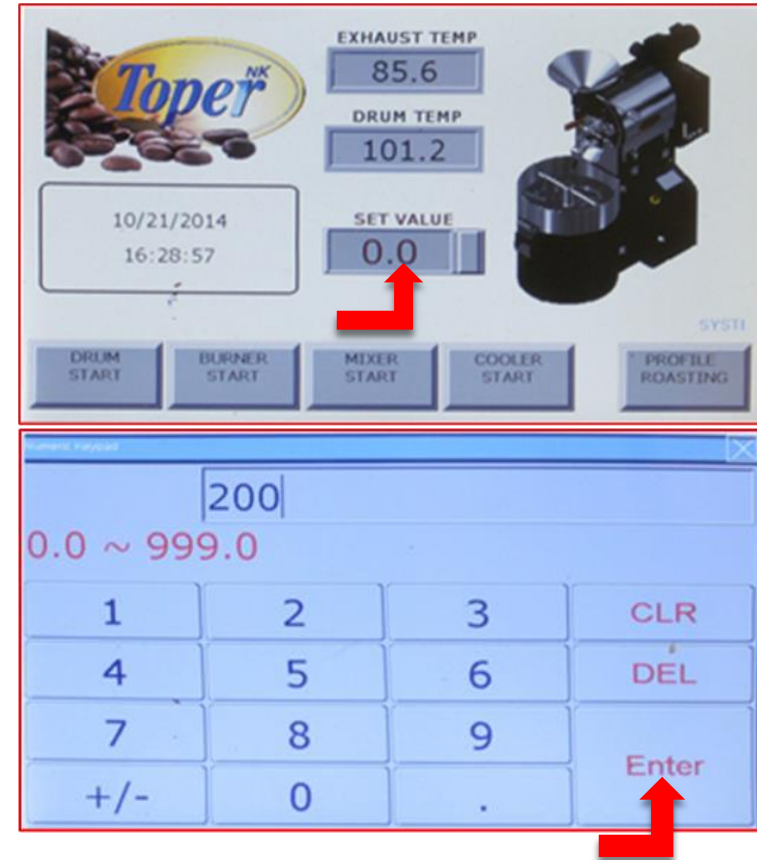 Toper NK
EXHAUST TEMP
85.6
DRUM TEMP
101.2
10/21/2014
16:28:57
SET VALUE
0.0
SYSTI
DRUM
START
BURNER
START
MIXER
START
COOLER
START
PROFILE
ROASTING
Numeric Keypad
200
0.0 ~ 999.0
1 2 3 CLR
4 5 6 DEL
7 8 9
Enter
+/- 0 .